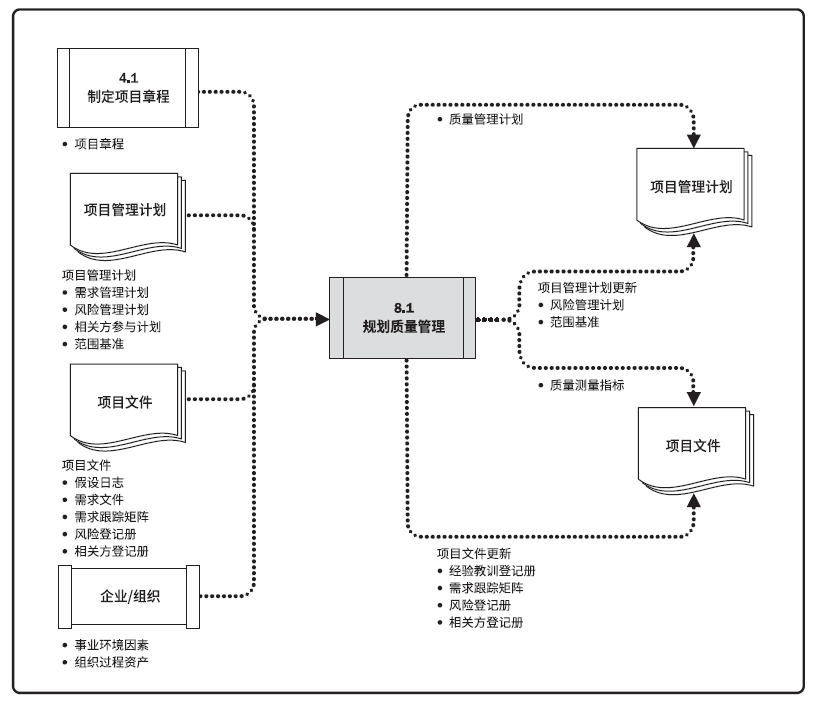 4.1
制定项目章程
• 项目章程
项目管理计划
项目管理计划
• 需求管理计划
• 风险管理计划
• 相关方参与计划
• 范围基准
项目文件
项目文件
• 假设日志
• 需求文件
• 需求跟踪矩阵
• 风险登记册
• 相关方登记册
企业/组织
• 事业环境因素
• 组织过程资产
8.1
规划质量管理
• 质量管理计划
项目管理计划
项目管理计划更新
• 风险管理计划
• 范围基准
• 质量测量指标
项目文件
项目文件更新
• 经验教训登记册
• 需求跟踪矩阵
• 风险登记册
• 相关方登记册